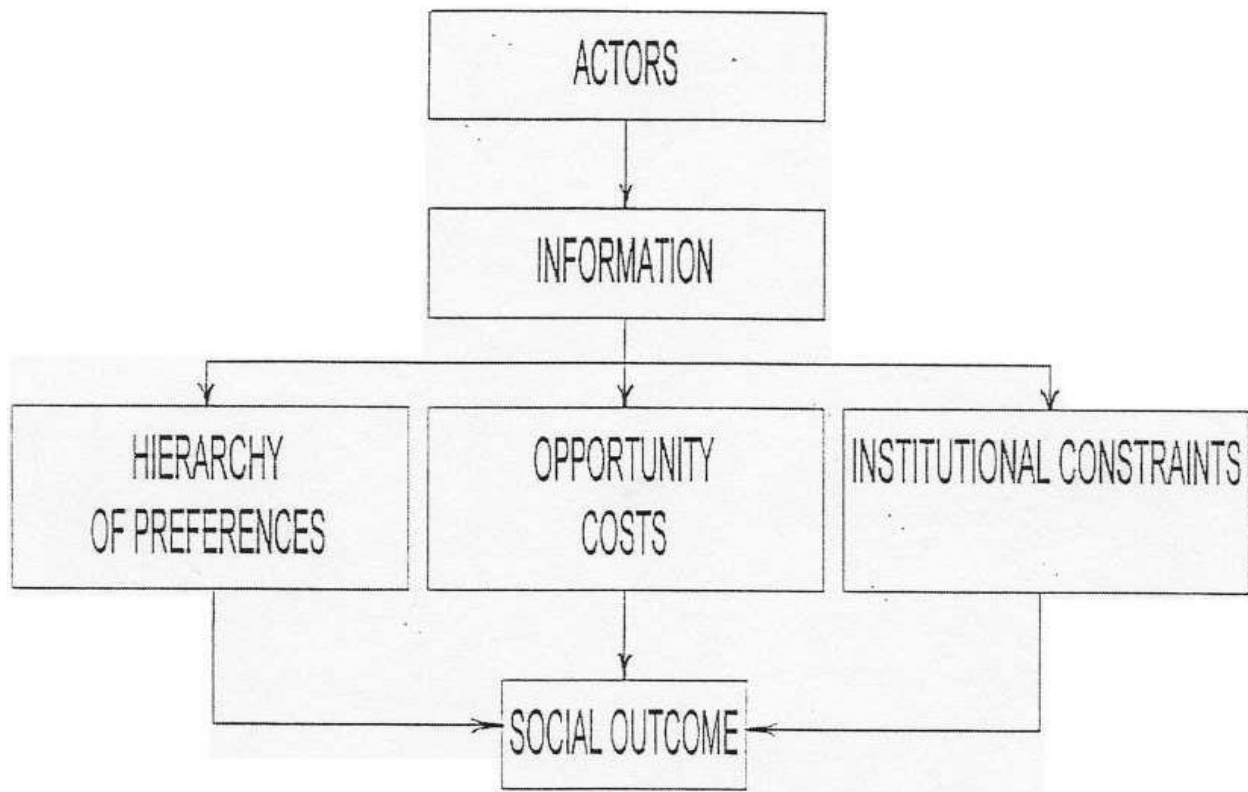 ACTORS
INFORMATION
HIERARCHY
OF PREFERENCES
OPPORTUNITY
COSTS
INSTITUTIONAL CONSTRAINTS
SOCIAL OUTCOME